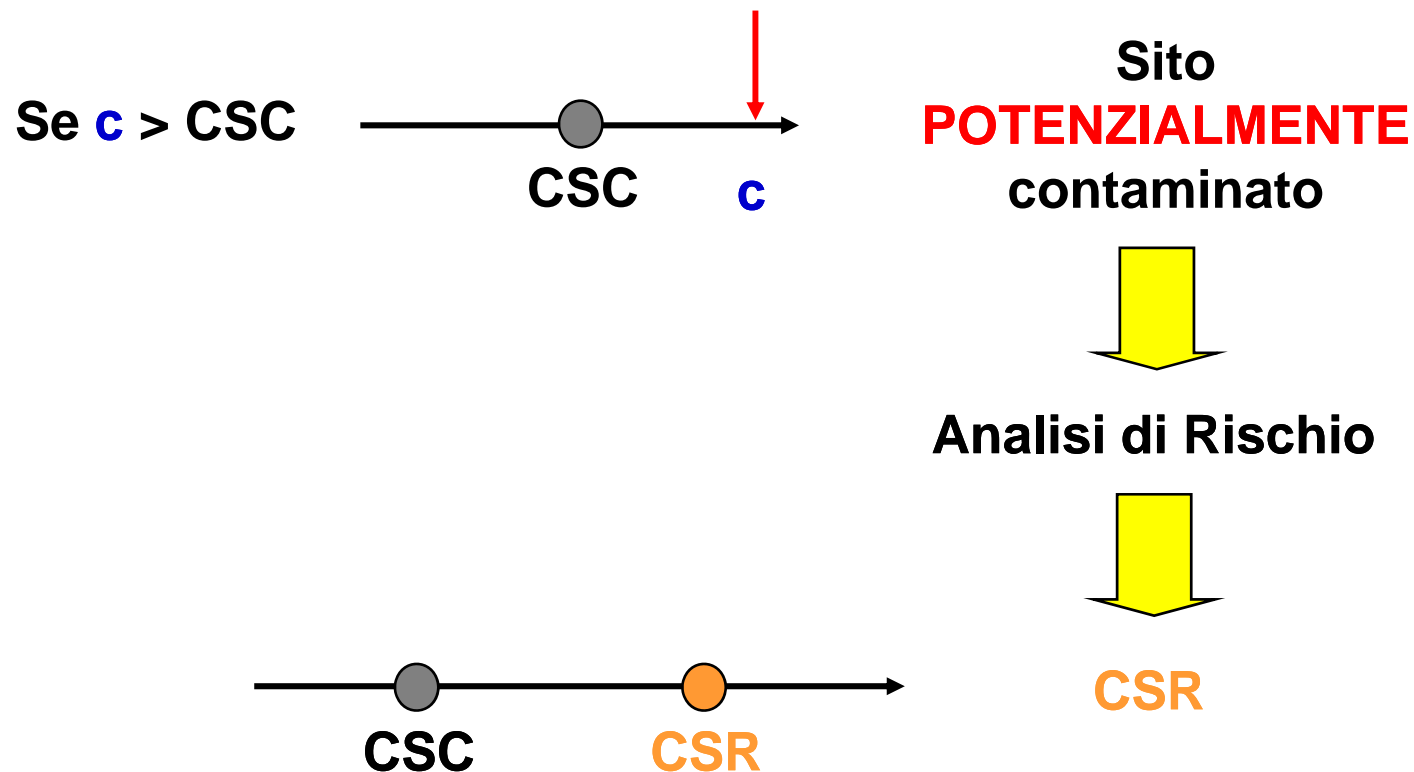 Se c > CSC
CSC
c
Sito
POTENZIALMENTE
contaminato
Analisi di Rischio
CSC
CSR
CSR